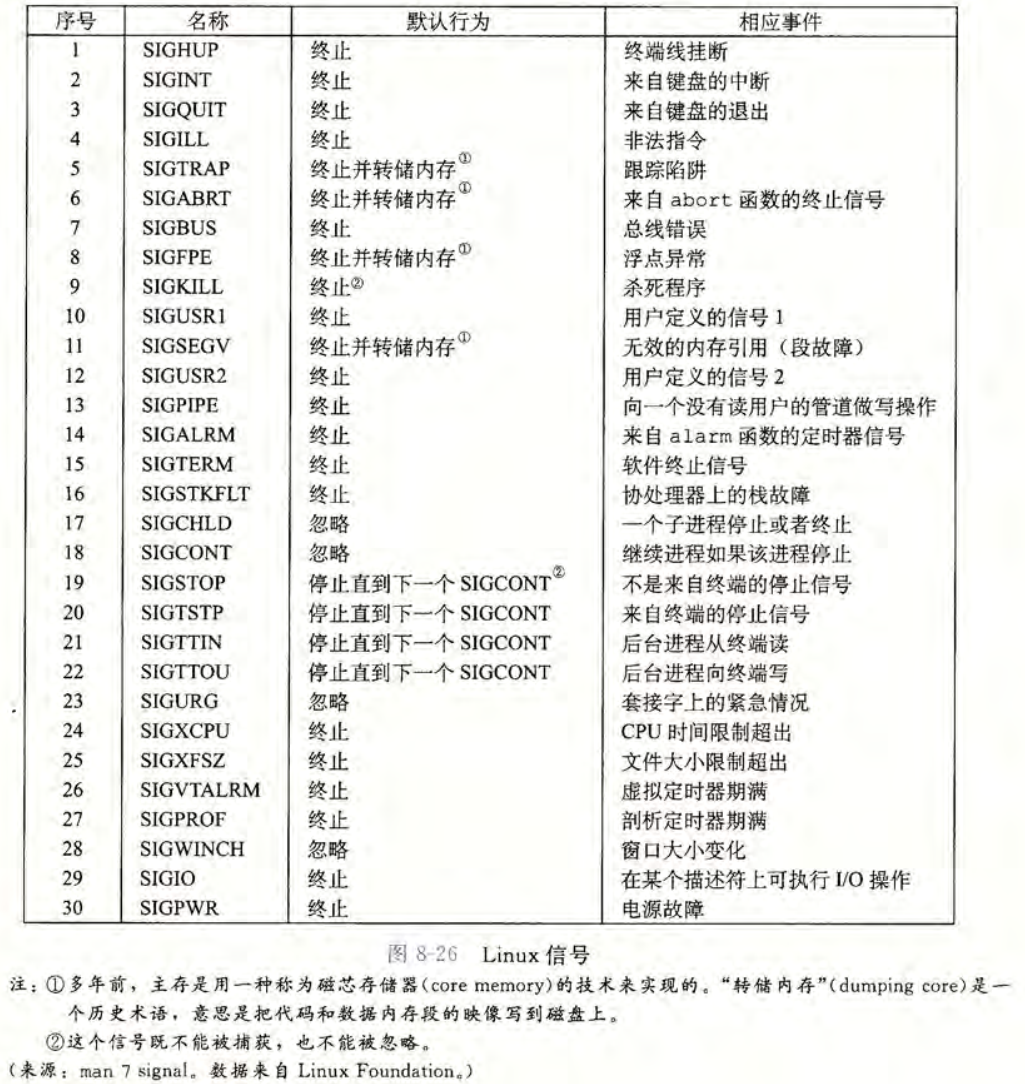 序号 名称 默认行为 相应事件
1 SIGHUP 终止 终端线挂断
2 SIGINT 终止 来自键盘的中断
3 SIGQUIT 终止 来自键盘的退出
4 SIGILL 终止 非法指令
5 SIGTRAP 终止并转储内存① 跟踪陷阱
6 SIGABRT 终止并转储内存① 来自 abort 函数的终止信号
7 SIGBUS 终止 总线错误
8 SIGFPE 终止并转储内存① 浮点异常
9 SIGKILL 终止② 杀死程序
10 SIGUSR1 终止 用户定义的信号 1
11 SIGSEGV 终止并转储内存① 无效的内存引用（段故障）
12 SIGUSR2 终止 用户定义的信号 2
13 SIGPIPE 终止 向一个没有读用户的管道做写操作
14 SIGALRM 终止 来自 alarm 函数的定时器信号
15 SIGTERM 终止 软件终止信号
16 SIGSTKFLT 终止 协处理器上的栈故障
17 SIGCHLD 忽略 一个子进程停止或者终止
18 SIGCONT 忽略 继续进程如果该进程停止
19 SIGSTOP 停止直到下一个 SIGCONT② 不是来自终端的停止信号
20 SIGTSTP 停止直到下一个 SIGCONT 来自终端的停止信号
21 SIGTTIN 停止直到下一个 SIGCONT 后台进程从终端读
22 SIGTTOU 停止直到下一个 SIGCONT 后台进程向终端写
23 SIGURG 忽略 套接字上的紧急情况
24 SIGXCPU 终止 CPU 时间限制超出
25 SIGXFSZ 终止 文件大小限制超出
26 SIGVTALRM 终止 虚拟定时器期满
27 SIGPROF 终止 剖析定时器期满
28 SIGWINCH 忽略 窗口大小变化
29 SIGIO 终止 在某个描述符上可执行 I/O 操作
30 SIGPWR 终止 电源故障
图 8-26 Linux 信号
注：①多年前，主存是用一种称为磁芯存储器(core memory)的技术来实现的。“转储内存”(dumping core)是一
个历史术语，意思是把代码和数据内存段的映像写到磁盘上。
②这个信号既不能被捕获，也不能被忽略。
（来源：man 7 signal。数据来自 Linux Foundation。）